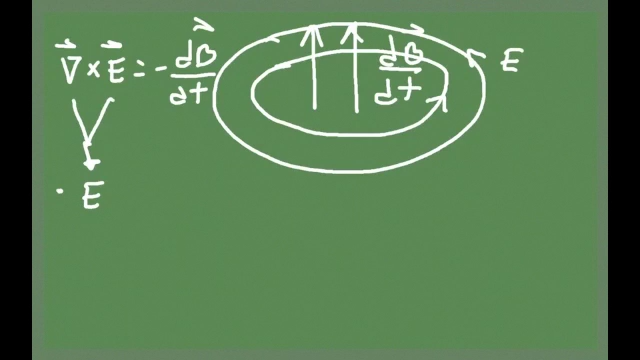 ∇⃗ × E⃗ = - dB⃗/dt
dB⃗/dt
E
· E